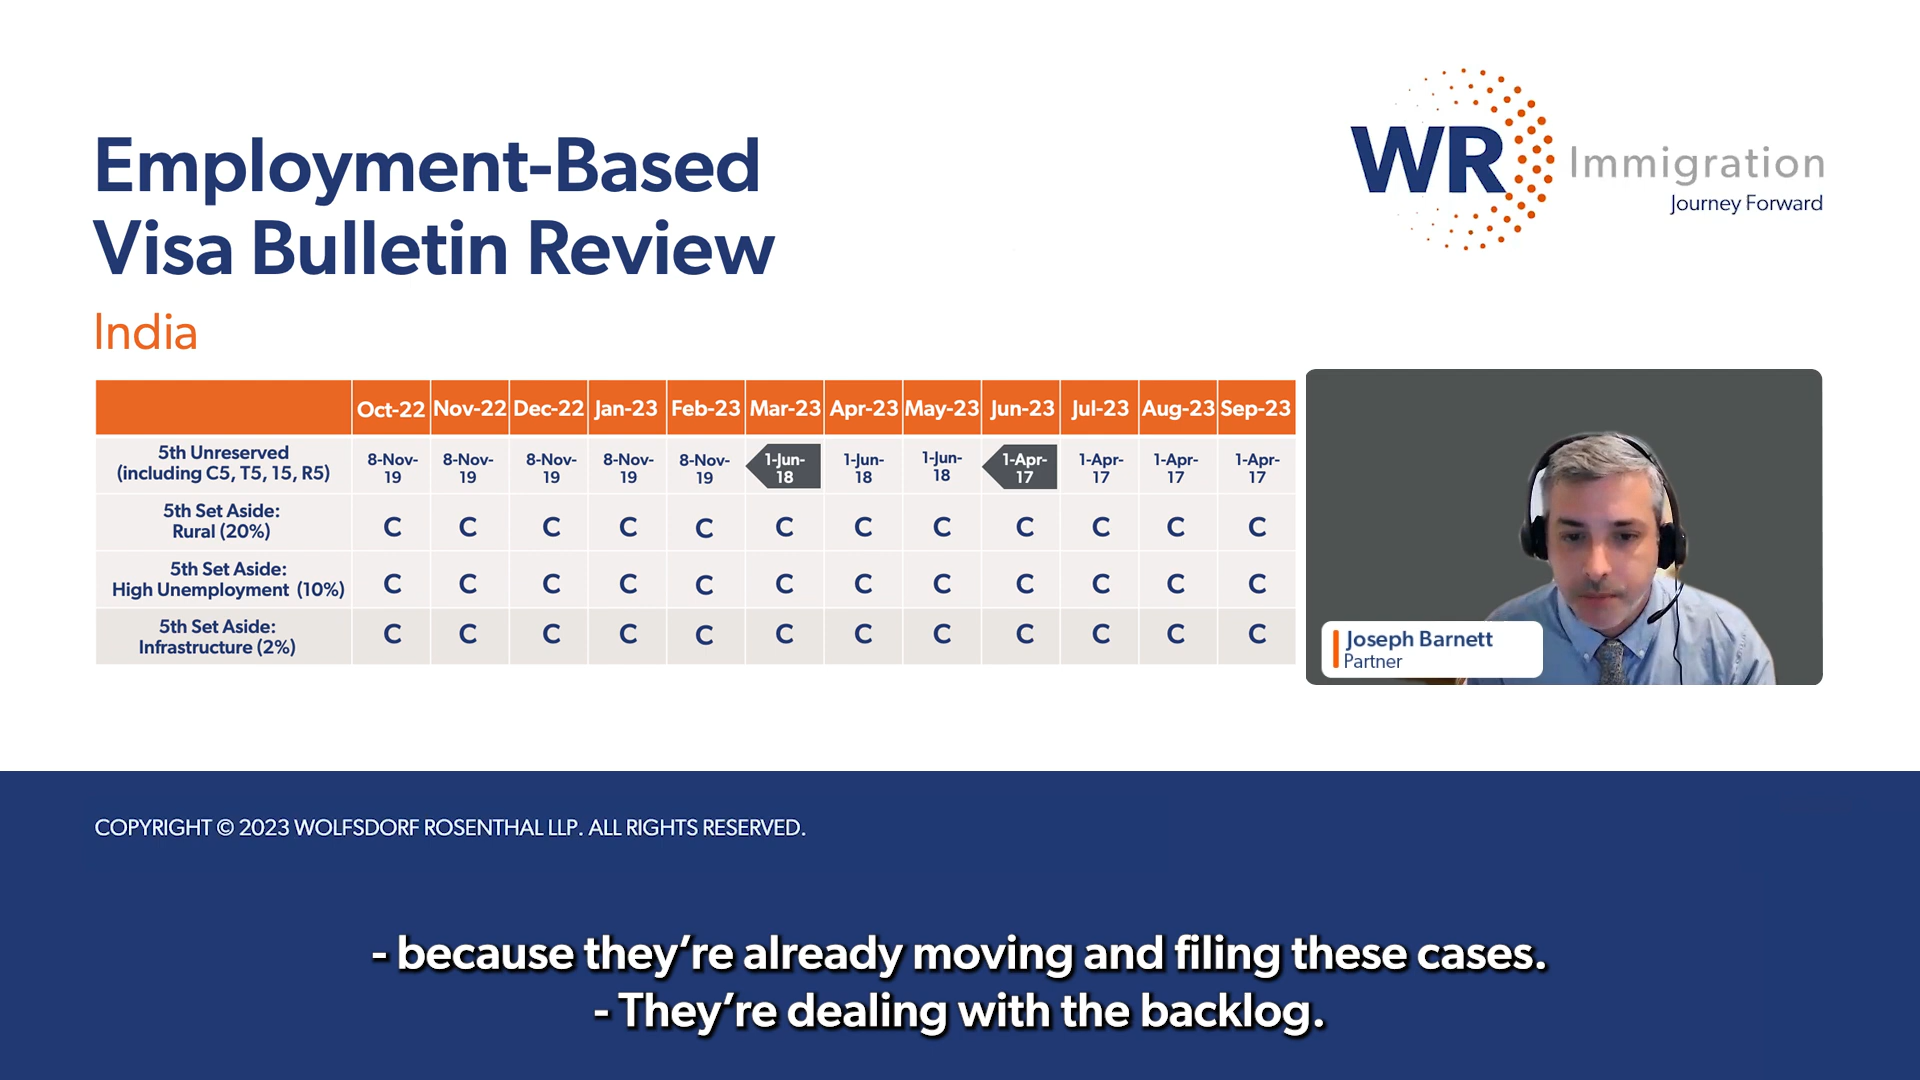 Employment-Based
Visa Bulletin Review
India
WR Immigration
Journey Forward
Oct-22 Nov-22 Dec-22 Jan-23 Feb-23 Mar-23 Apr-23 May-23 Jun-23 Jul-23 Aug-23 Sep-23
5th Unreserved
(including C5, T5, 15, R5)
8-Nov- 8-Nov- 8-Nov- 8-Nov- 8-Nov- 1-Jun- 1-Jun- 1-Jun- 1-Apr- 1-Apr- 1-Apr- 1-Apr-
19 19 19 19 19 18 18 18 17 17 17 17
5th Set Aside:
Rural (20%)
C C C C C C C C C C C C
5th Set Aside:
High Unemployment (10%)
C C C C C C C C C C C C
5th Set Aside:
Infrastructure (2%)
C C C C C C C C C C C C
Joseph Barnett
Partner
COPYRIGHT © 2023 WOLFSDORF ROSENTHAL LLP. ALL RIGHTS RESERVED.
- because they’re already moving and filing these cases.
- They’re dealing with the backlog.